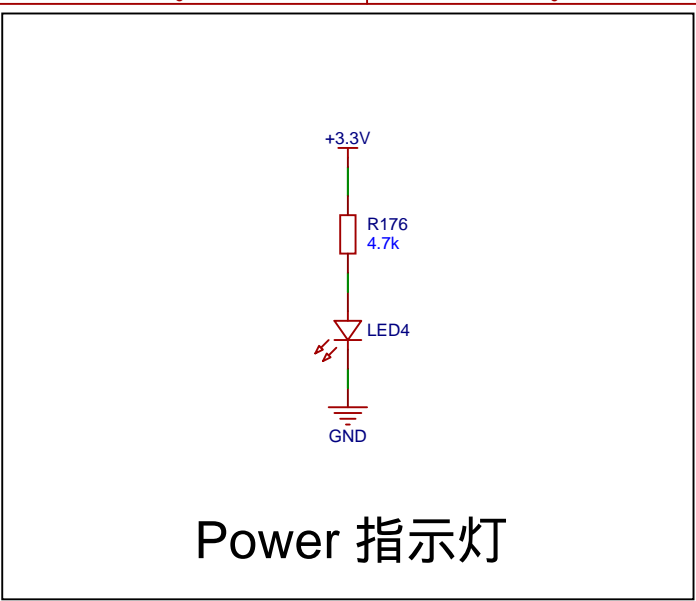 +3.3V
R176
4.7k
LED4
GND
Power 指示灯